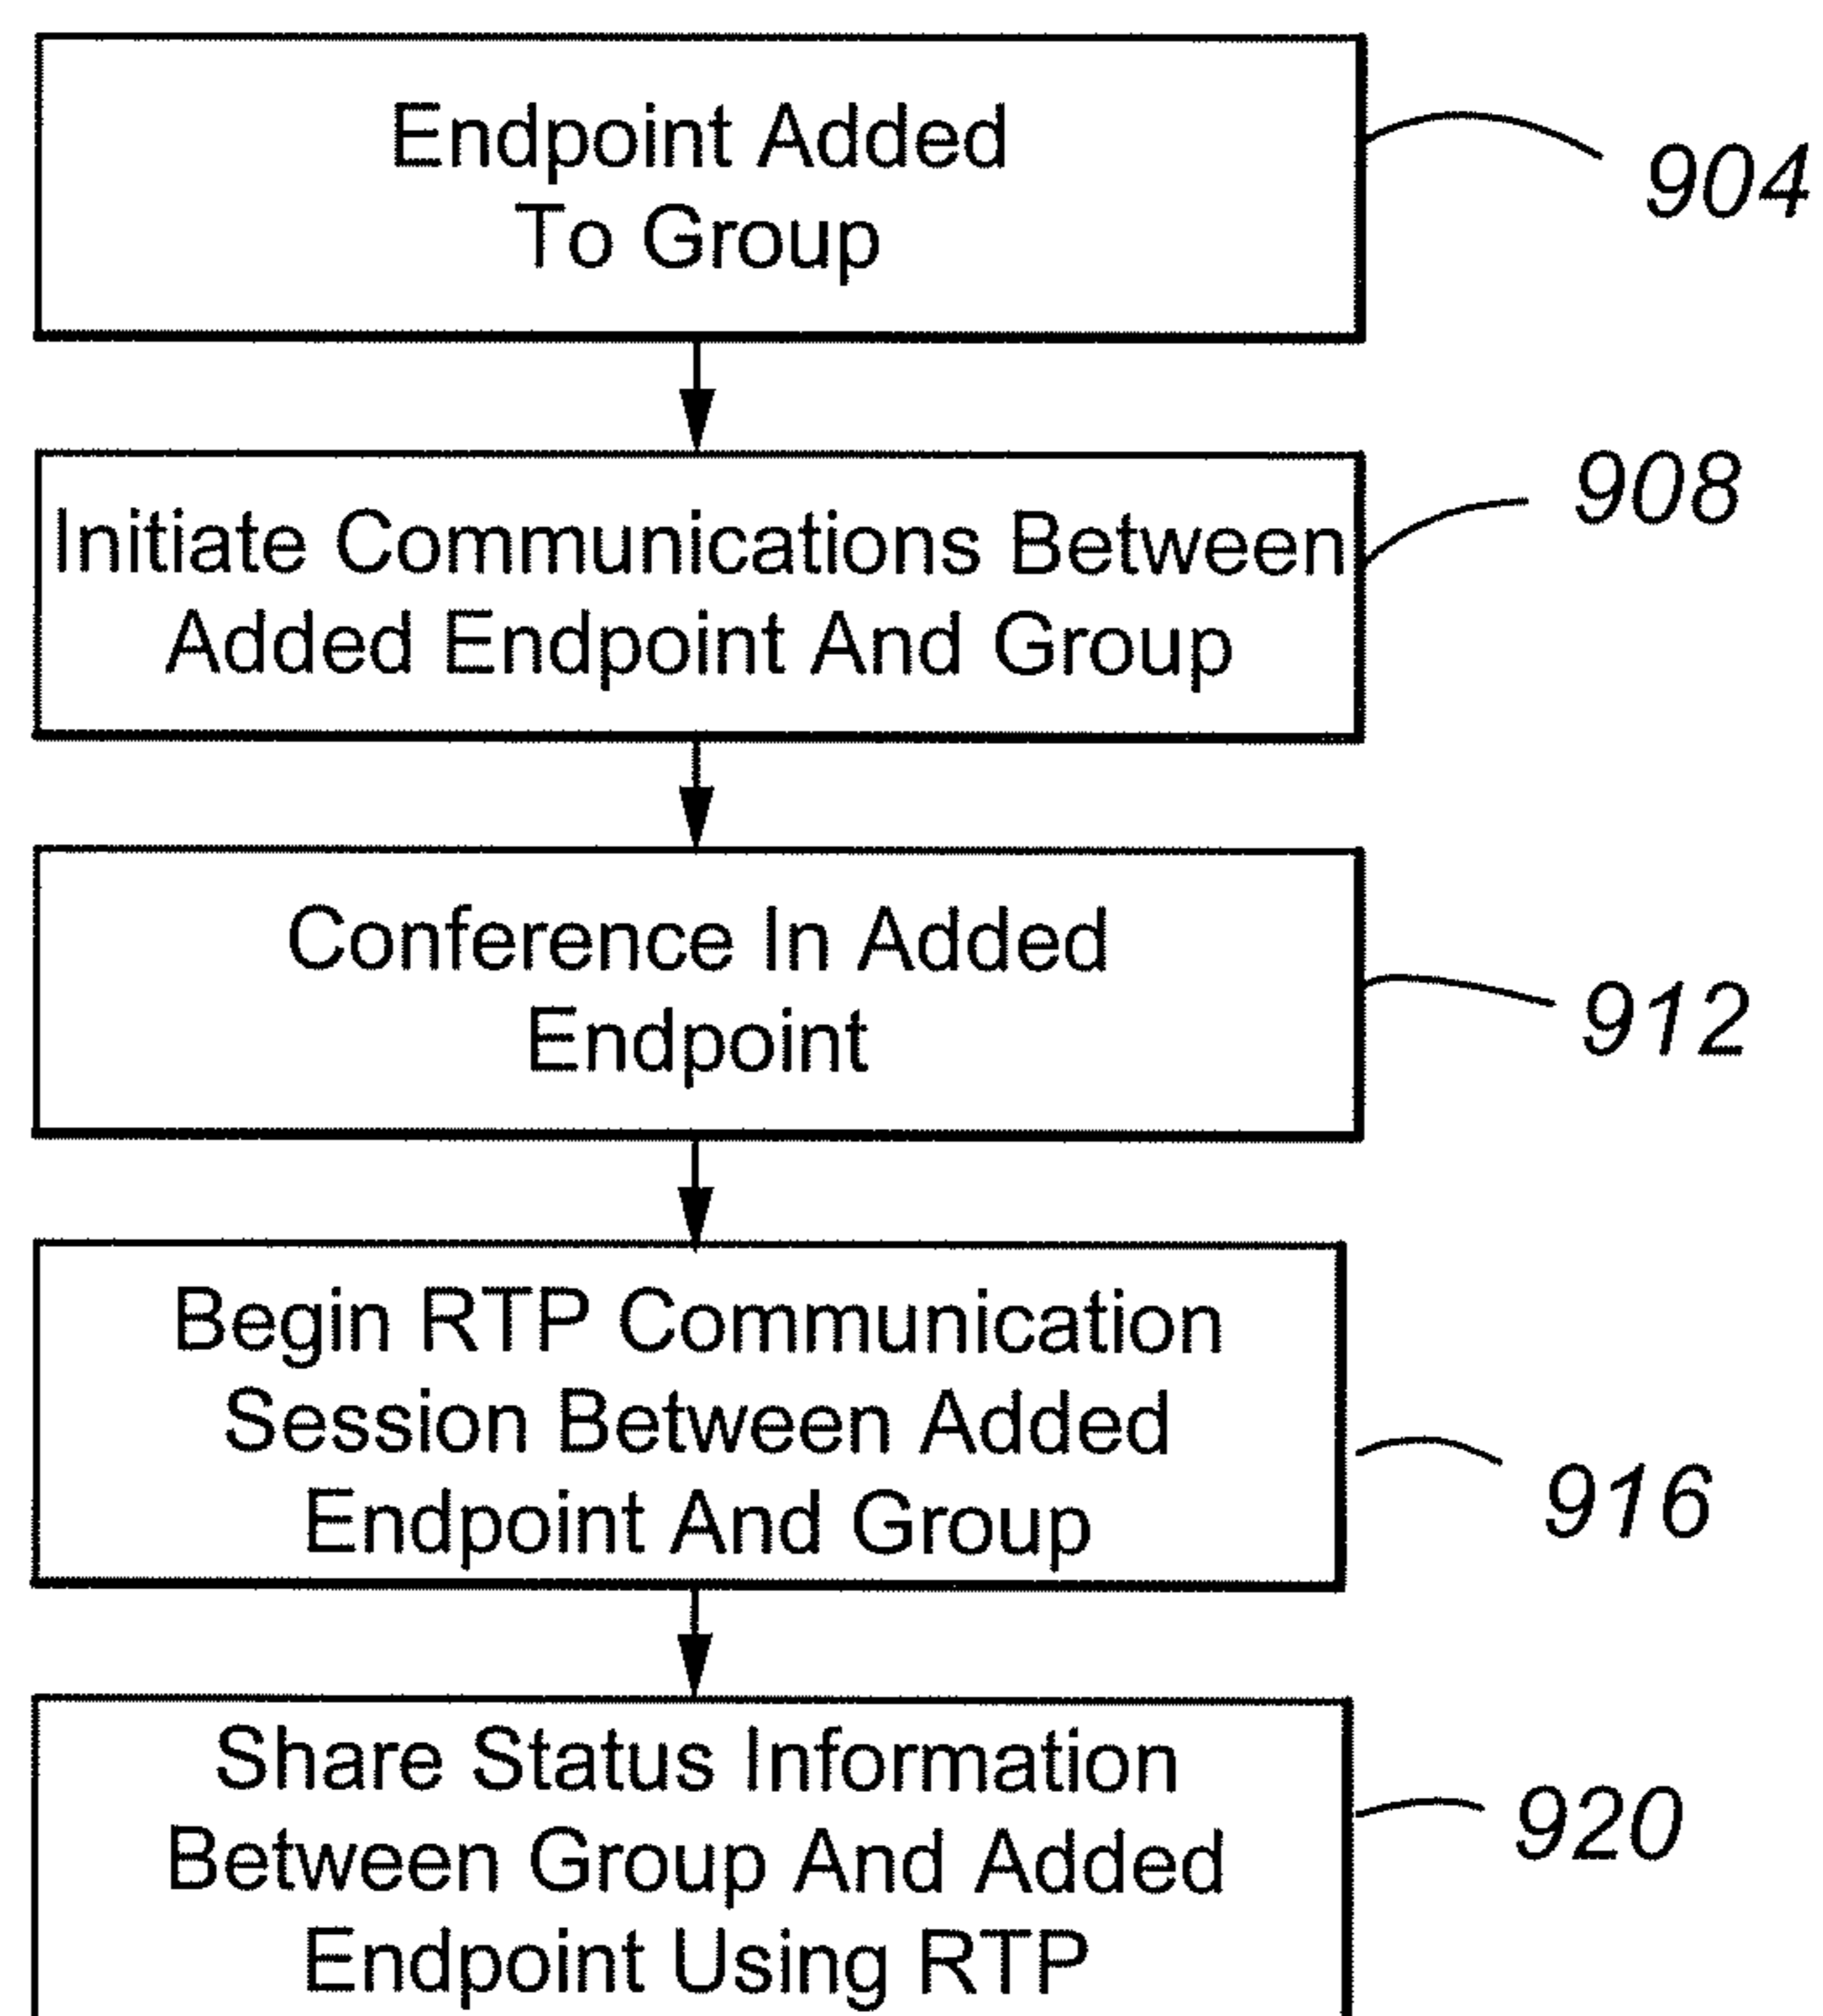 Endpoint Added
To Group
904
Initiate Communications Between
Added Endpoint And Group
908
Conference In Added
Endpoint
912
Begin RTP Communication
Session Between Added
Endpoint And Group
916
Share Status Information
Between Group And Added
Endpoint Using RTP
920